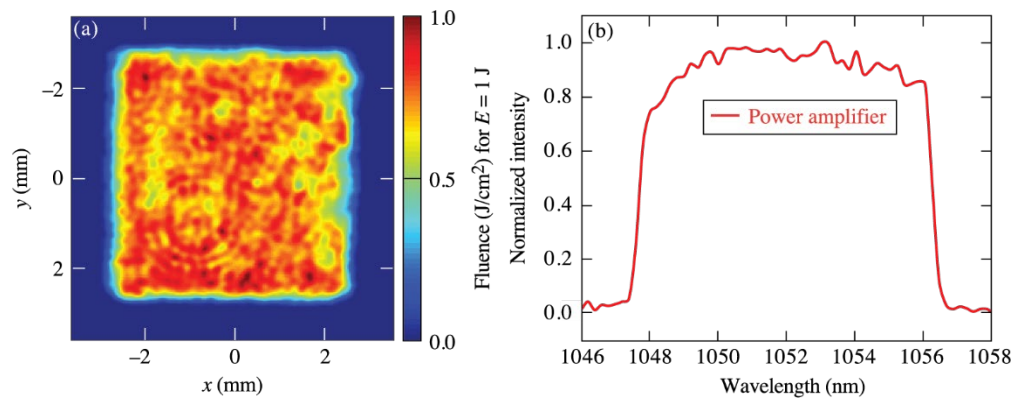 (a)
−2
0
2
y (mm)
−2
0
2
x (mm)
1.0
0.5
0.0
Fluence (J/cm²) for E = 1 J
(b)
1.0
0.8
0.6
0.4
0.2
0.0
Normalized intensity
Power amplifier
1046
1048
1050
1052
1054
1056
1058
Wavelength (nm)